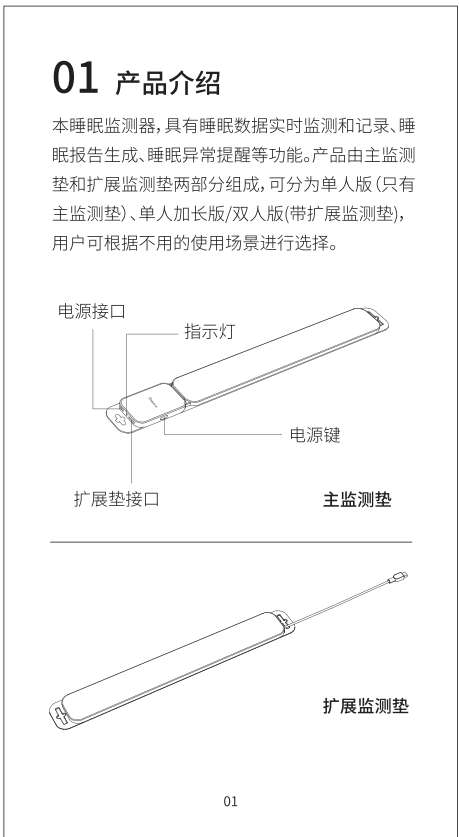 01 产品介绍
本睡眠监测器，具有睡眠数据实时监测和记录、睡
眠报告生成、睡眠异常提醒等功能。产品由主监测
垫和扩展监测垫两部分组成，可分为单人版（只有
主监测垫）、单人加长版/双人版(带扩展监测垫)，
用户可根据不用的使用场景进行选择。
电源接口
指示灯
电源键
扩展垫接口
主监测垫
扩展监测垫
01